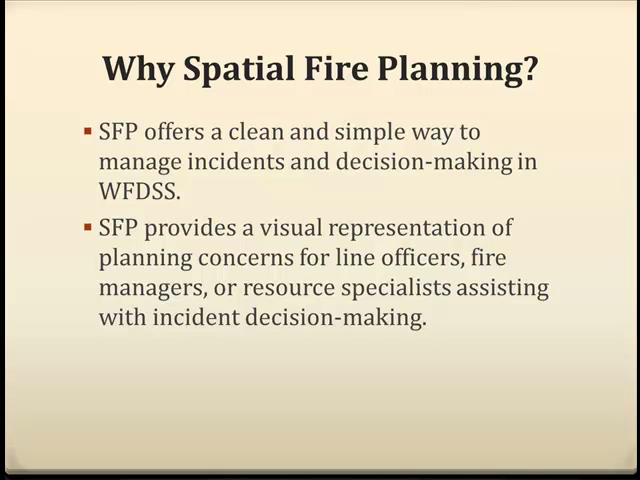 Why Spatial Fire Planning?
▪ SFP offers a clean and simple way to
manage incidents and decision-making in
WFDSS.
▪ SFP provides a visual representation of
planning concerns for line officers, fire
managers, or resource specialists assisting
with incident decision-making.